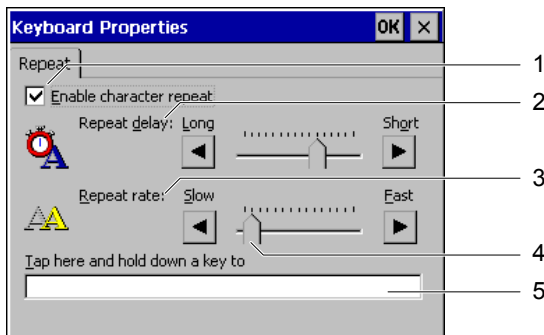 Keyboard Properties OK ×
Repeat
1
Enable character repeat
2
Repeat delay: Long Short
3
Repeat rate: Slow Fast
4
Tap here and hold down a key to
5